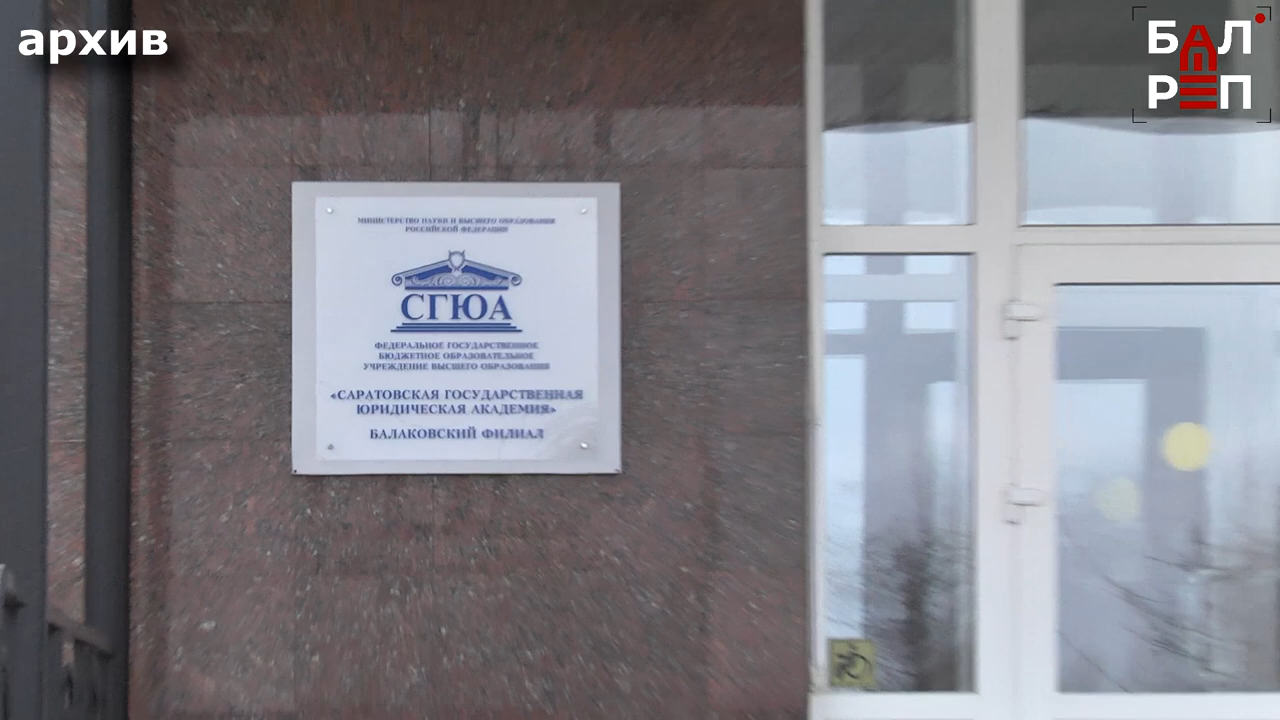 архив
БАЛ
РЕП
МИНИСТЕРСТВО НАУКИ И ВЫСШЕГО ОБРАЗОВАНИЯ
РОССИЙСКОЙ ФЕДЕРАЦИИ
СГЮА
ФЕДЕРАЛЬНОЕ ГОСУДАРСТВЕННОЕ
БЮДЖЕТНОЕ ОБРАЗОВАТЕЛЬНОЕ
УЧРЕЖДЕНИЕ ВЫСШЕГО ОБРАЗОВАНИЯ
«САРАТОВСКАЯ ГОСУДАРСТВЕННАЯ
ЮРИДИЧЕСКАЯ АКАДЕМИЯ»
БАЛАКОВСКИЙ ФИЛИАЛ